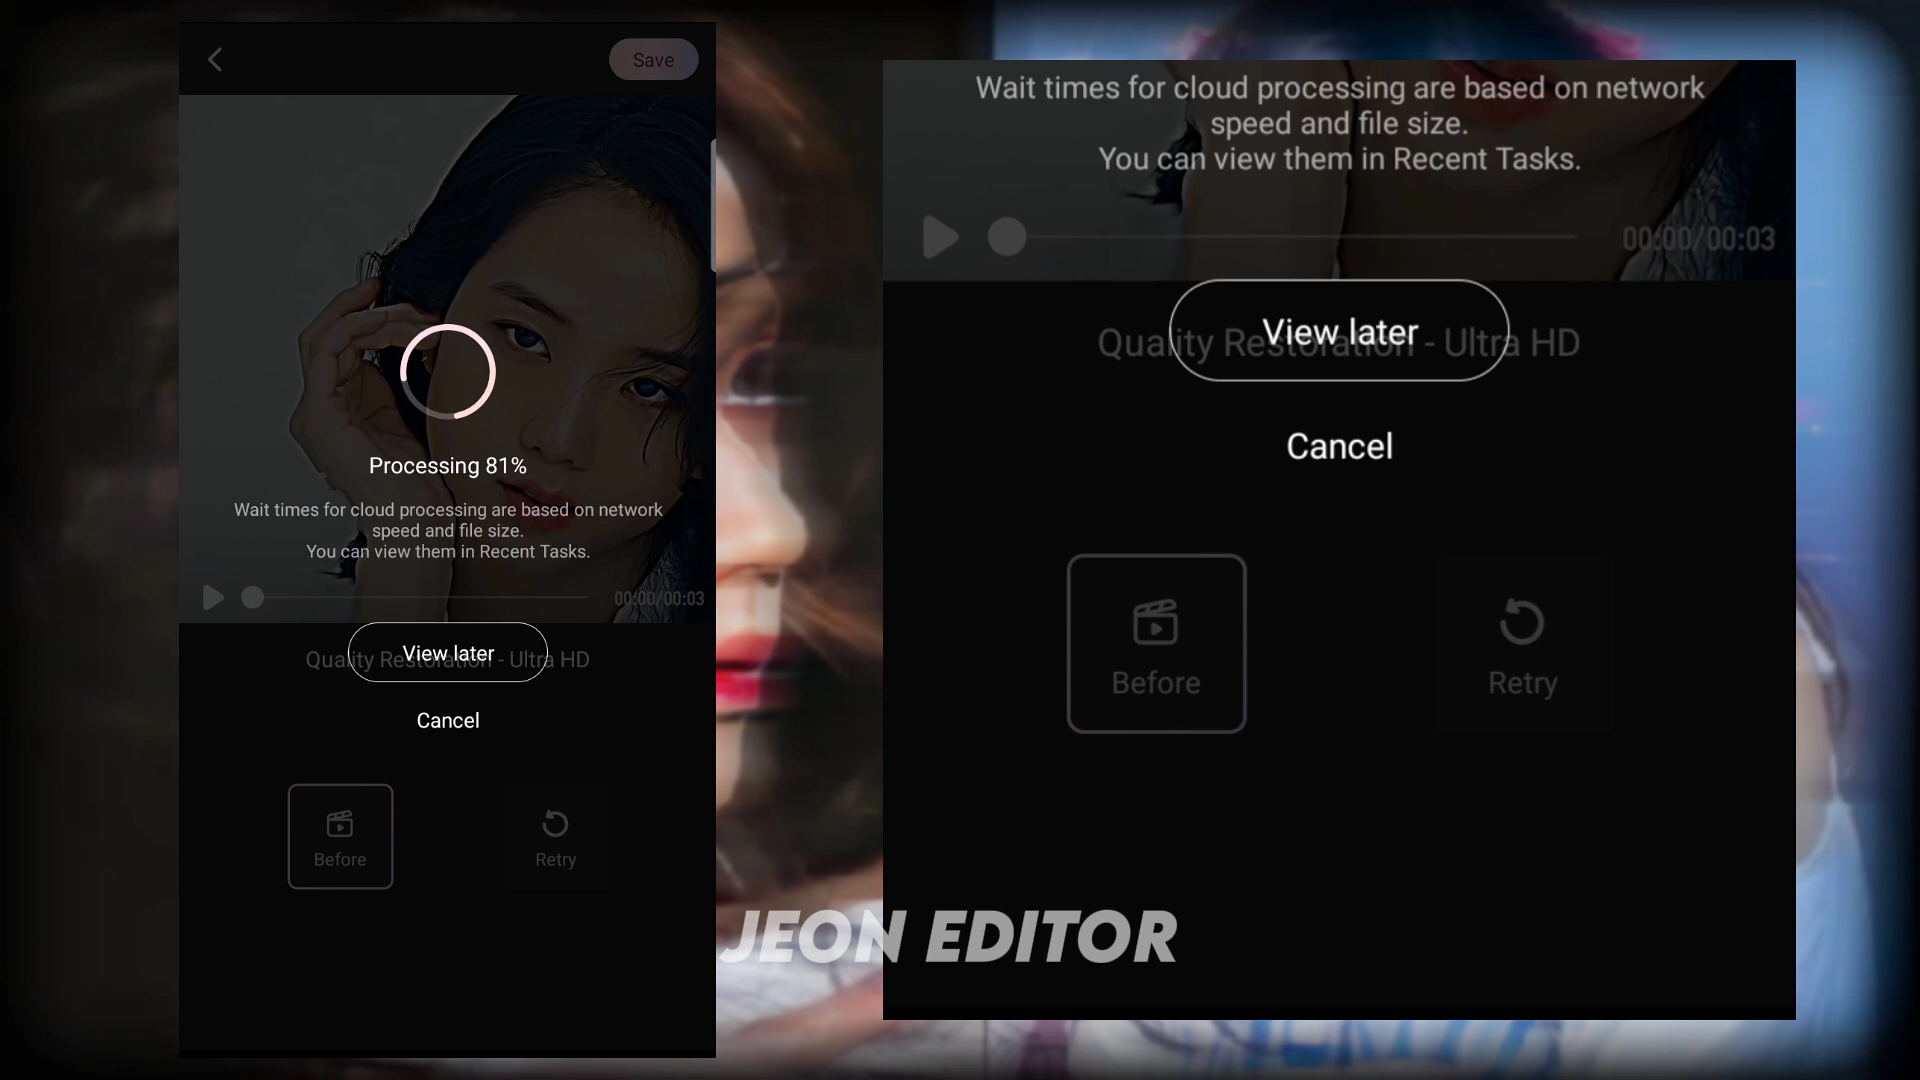 Save
Processing 81%
Wait times for cloud processing are based on network
speed and file size.
You can view them in Recent Tasks.
00:00/00:03
View later
Quality Restoration - Ultra HD
Cancel
Before
Retry
Wait times for cloud processing are based on network
speed and file size.
You can view them in Recent Tasks.
00:00/00:03
View later
Quality Restoration - Ultra HD
Cancel
Before
Retry
JEON EDITOR